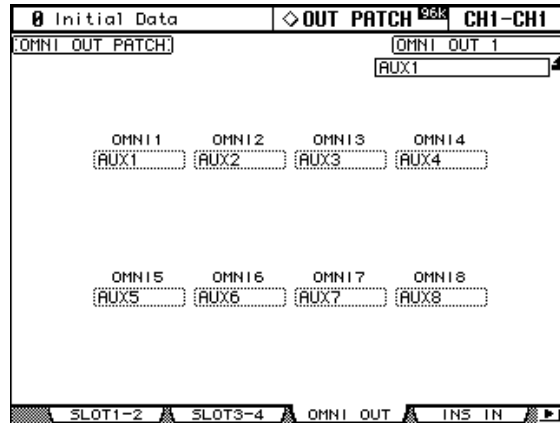 0 Initial Data ◇OUT PATCH 96K CH1-CH1
OMNI OUT PATCH OMNI OUT 1
AUX1
OMNI1 OMNI2 OMNI3 OMNI4
AUX1 AUX2 AUX3 AUX4
OMNI5 OMNI6 OMNI7 OMNI8
AUX5 AUX6 AUX7 AUX8
SLOT1-2 SLOT3-4 OMNI OUT INS IN